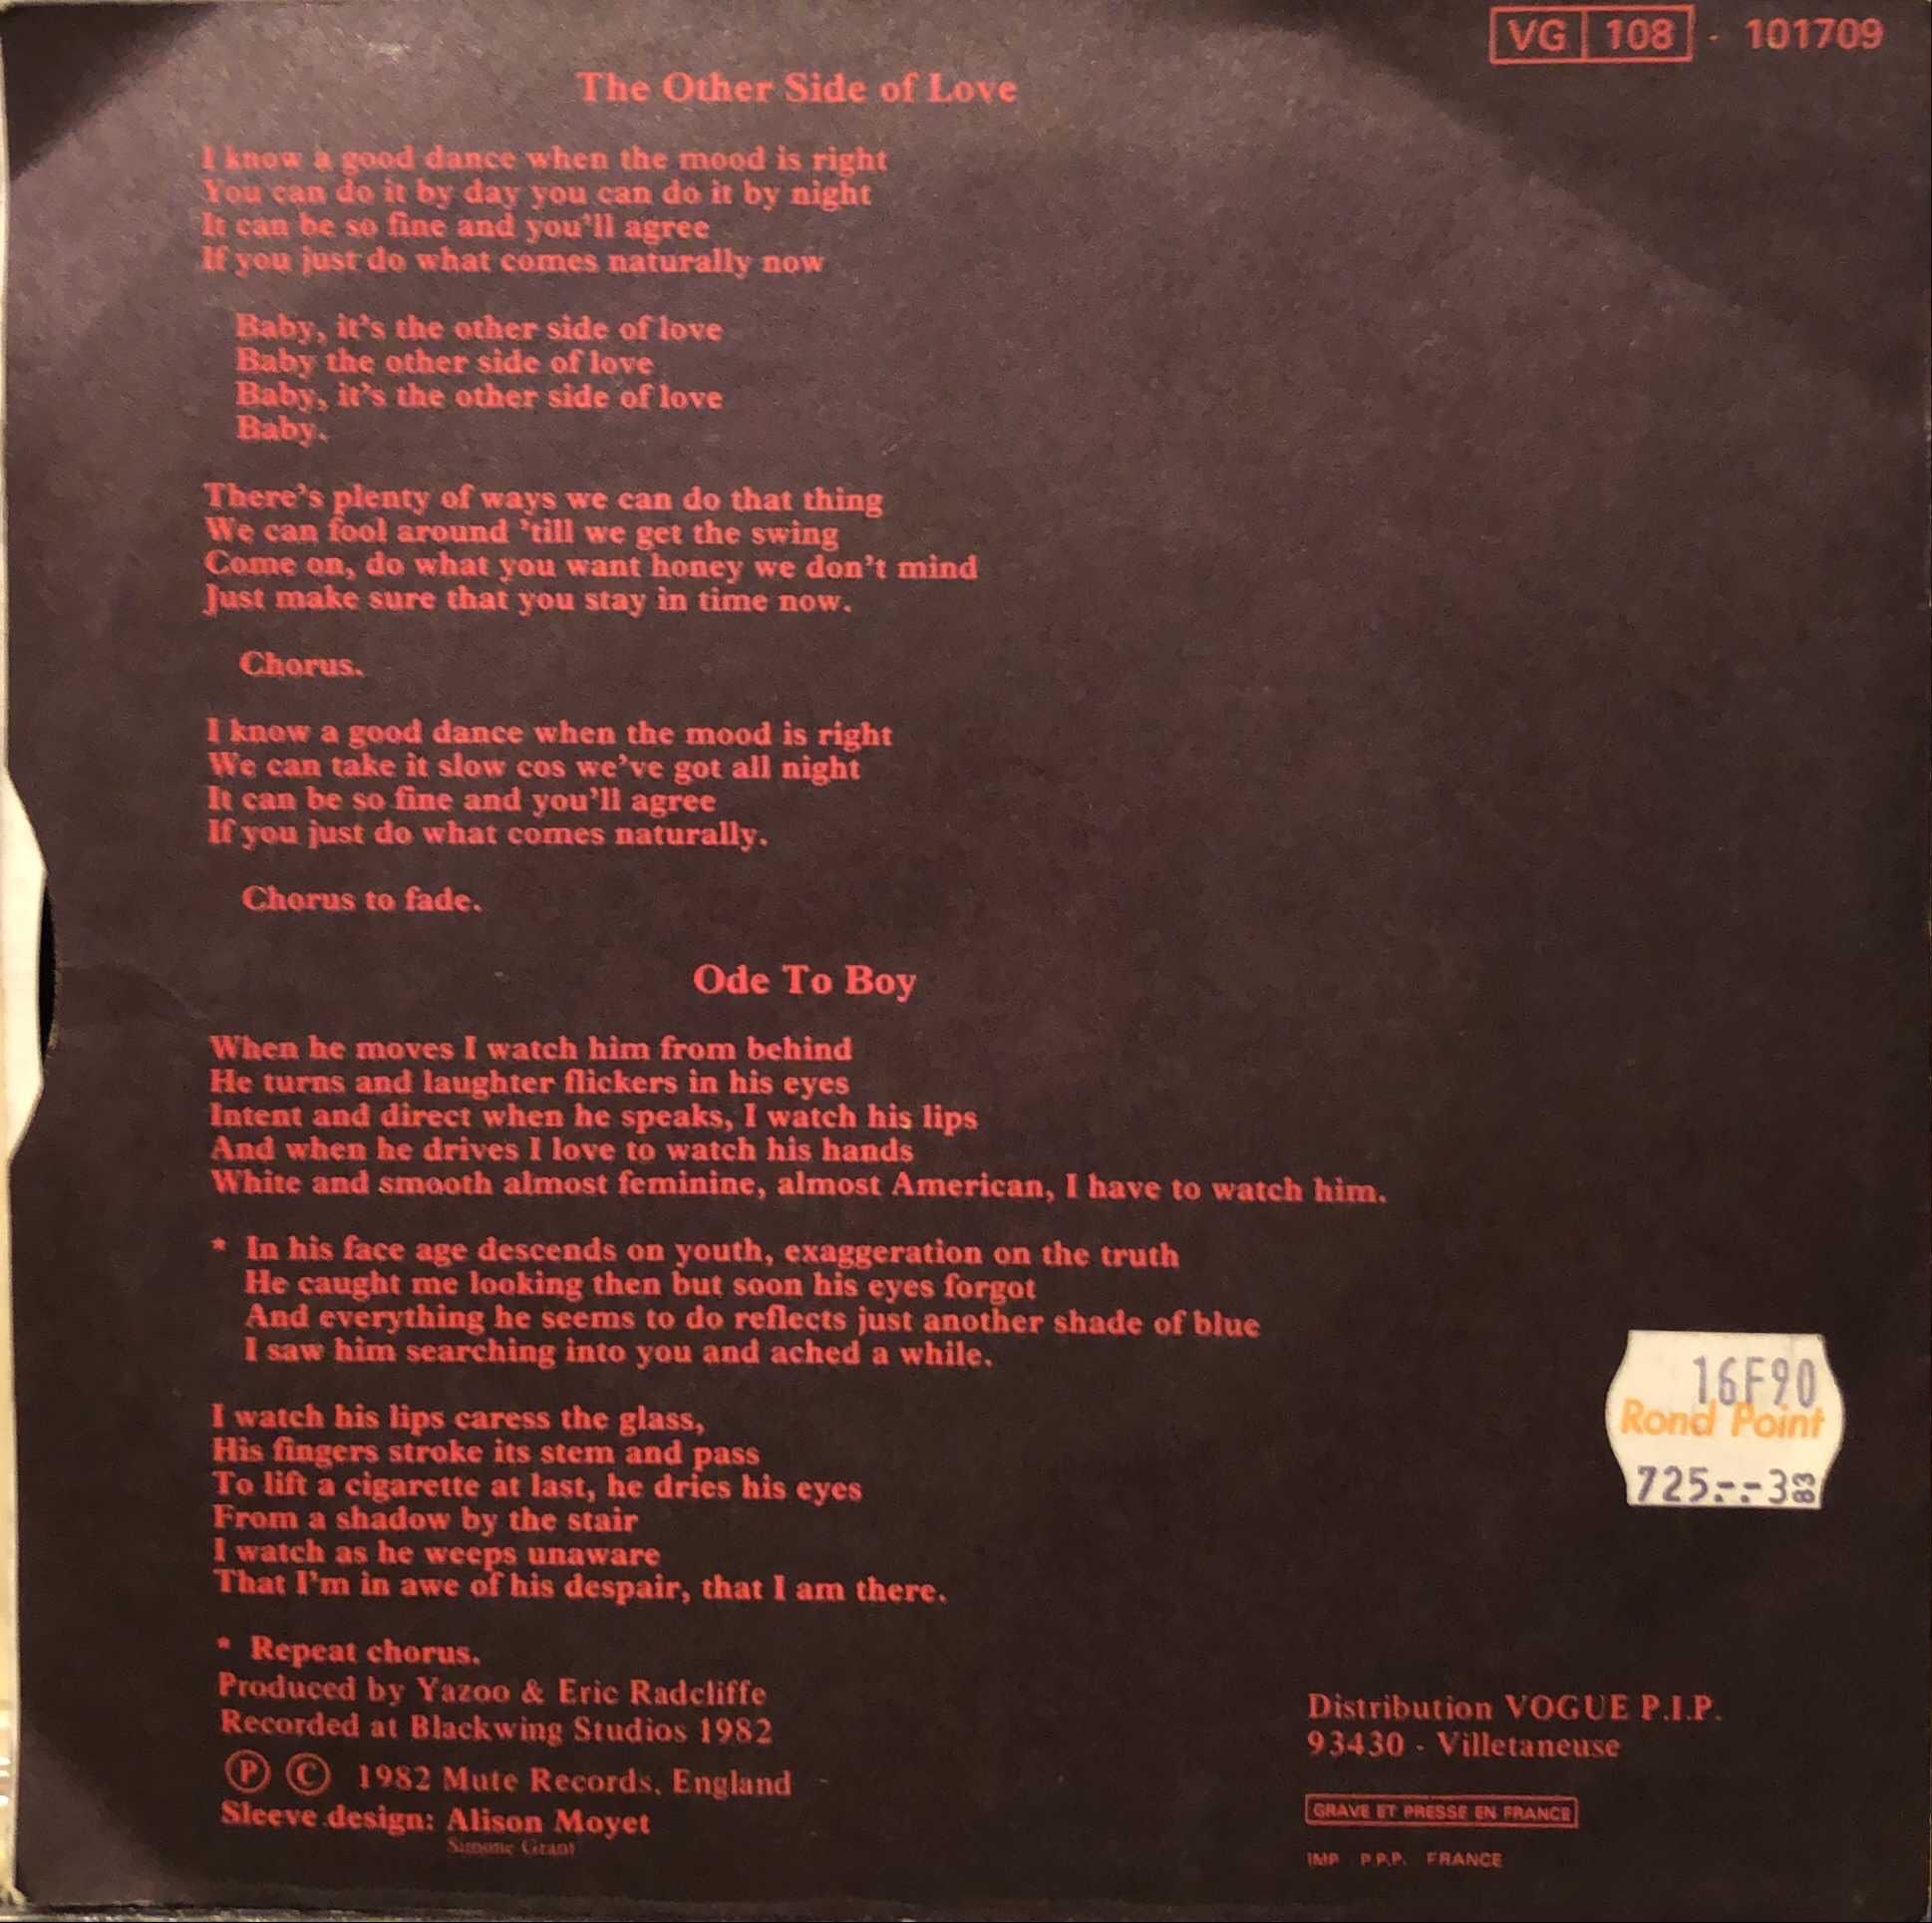 VG 108 - 101709
The Other Side of Love
I know a good dance when the mood is right
You can do it by day you can do it by night
It can be so fine and you'll agree
If you just do what comes naturally now
Baby, it's the other side of love
Baby the other side of love
Baby, it's the other side of love
Baby.
There's plenty of ways we can do that thing
We can fool around 'till we get the swing
Come on, do what you want honey we don't mind
Just make sure that you stay in time now.
Chorus.
I know a good dance when the mood is right
We can take it slow cos we've got all night
It can be so fine and you'll agree
If you just do what comes naturally.
Chorus to fade.
Ode To Boy
When he moves I watch him from behind
He turns and laughter flickers in his eyes
Intent and direct when he speaks, I watch his lips
And when he drives I love to watch his hands
White and smooth almost feminine, almost American, I have to watch him.
* In his face age descends on youth, exaggeration on the truth
He caught me looking then but soon his eyes forgot
And everything he seems to do reflects just another shade of blue
I saw him searching into you and ached a while.
I watch his lips caress the glass,
His fingers stroke its stem and pass
To lift a cigarette at last, he dries his eyes
From a shadow by the stair
I watch as he weeps unaware
That I'm in awe of his despair, that I am there.
* Repeat chorus.
Produced by Yazoo & Eric Radcliffe
Recorded at Blackwing Studios 1982
Ⓟ © 1982 Mute Records, England
Sleeve design: Alison Moyet
Simone Grant
16F90
Rond Point
725.-.-3 83
Distribution VOGUE P.I.P.
93430 - Villetaneuse
GRAVE ET PRESSE EN FRANCE
IMP P.P.P. FRANCE